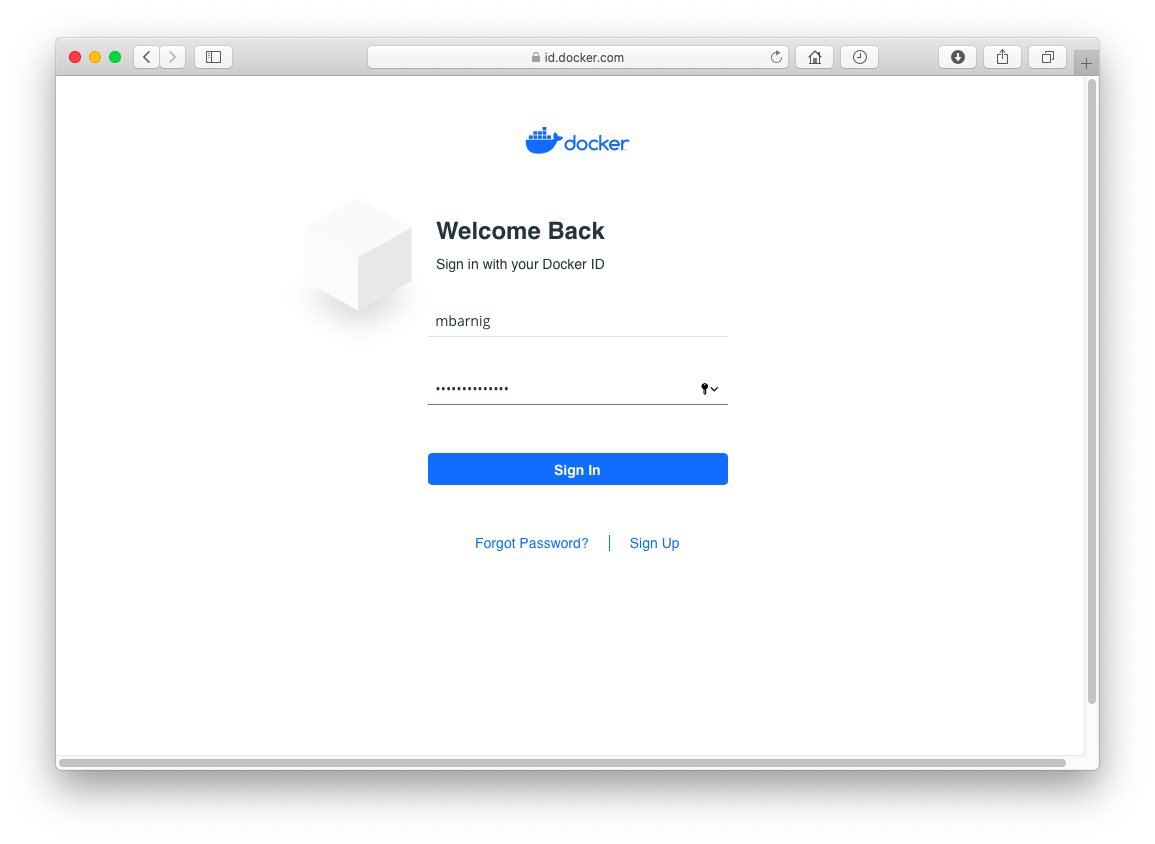 id.docker.com
docker
Welcome Back
Sign in with your Docker ID
mbarnig
••••••••••••••
Sign In
Forgot Password? | Sign Up